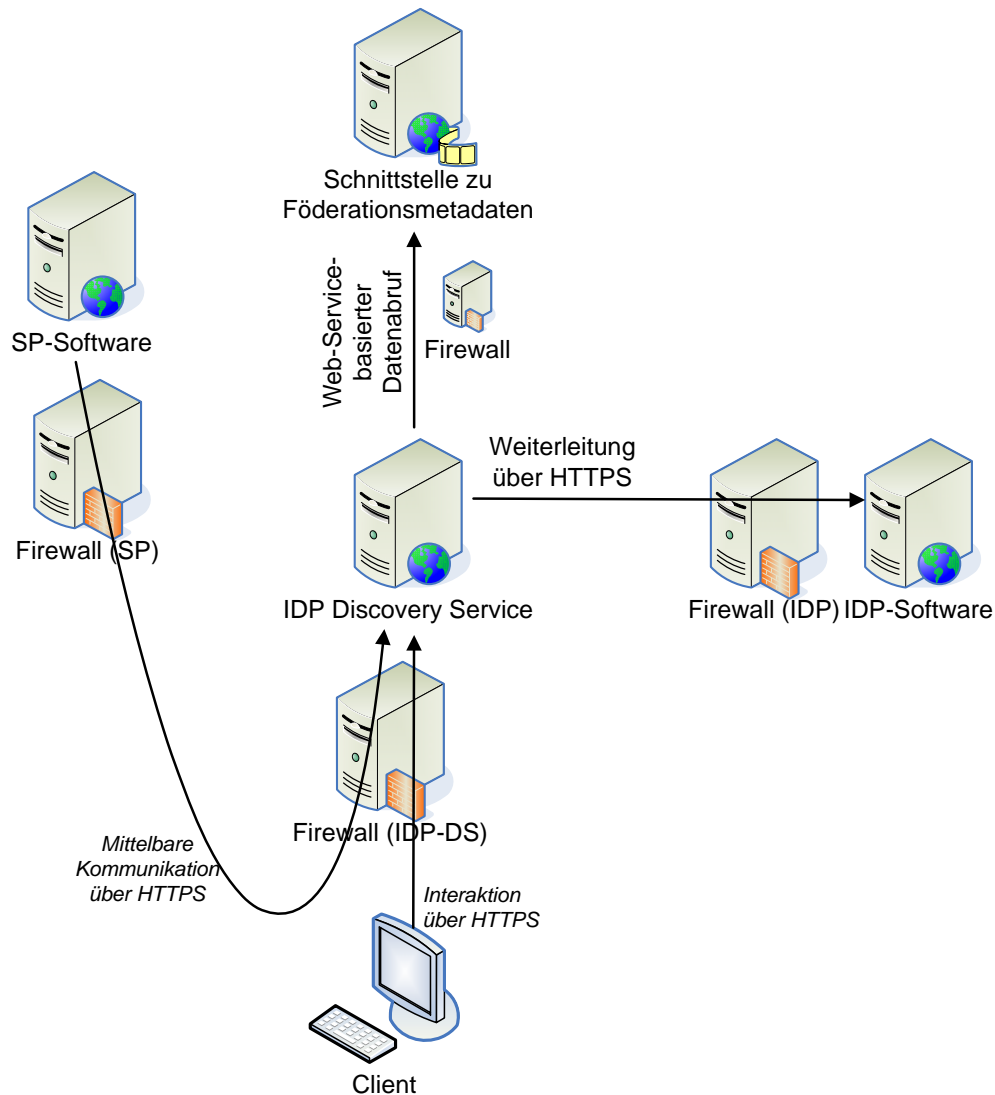 Schnittstelle zu
Föderationsmetadaten
SP-Software
Web-Service-
basierter
Datenabruf
Firewall
Firewall (SP)
Weiterleitung
über HTTPS
IDP Discovery Service
Firewall (IDP)
IDP-Software
Firewall (IDP-DS)
Mittelbare
Kommunikation
über HTTPS
Interaktion
über HTTPS
Client